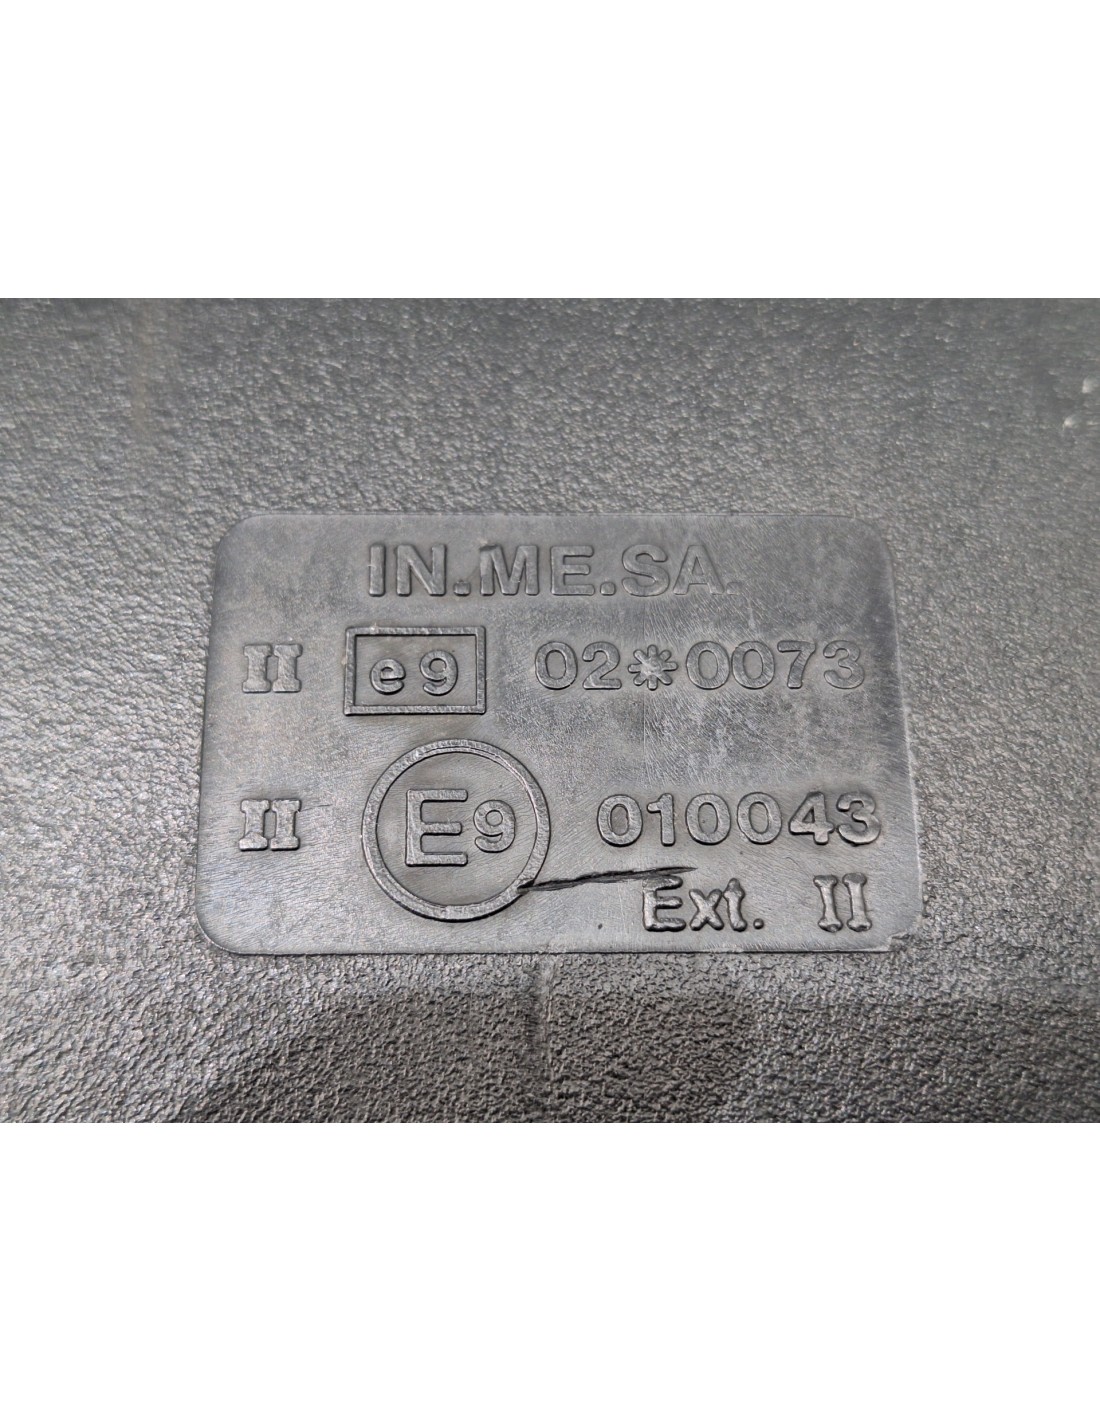 IN.ME.SA.
II e9 02*0073
II E9 010043
Ext. II